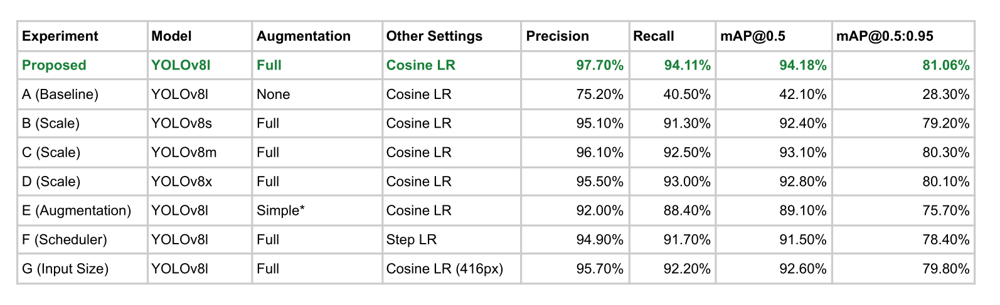 Experiment Model Augmentation Other Settings Precision Recall mAP@0.5 mAP@0.5:0.95
Proposed YOLOv8l Full Cosine LR 97.70% 94.11% 94.18% 81.06%
A (Baseline) YOLOv8l None Cosine LR 75.20% 40.50% 42.10% 28.30%
B (Scale) YOLOv8s Full Cosine LR 95.10% 91.30% 92.40% 79.20%
C (Scale) YOLOv8m Full Cosine LR 96.10% 92.50% 93.10% 80.30%
D (Scale) YOLOv8x Full Cosine LR 95.50% 93.00% 92.80% 80.10%
E (Augmentation) YOLOv8l Simple* Cosine LR 92.00% 88.40% 89.10% 75.70%
F (Scheduler) YOLOv8l Full Step LR 94.90% 91.70% 91.50% 78.40%
G (Input Size) YOLOv8l Full Cosine LR (416px) 95.70% 92.20% 92.60% 79.80%